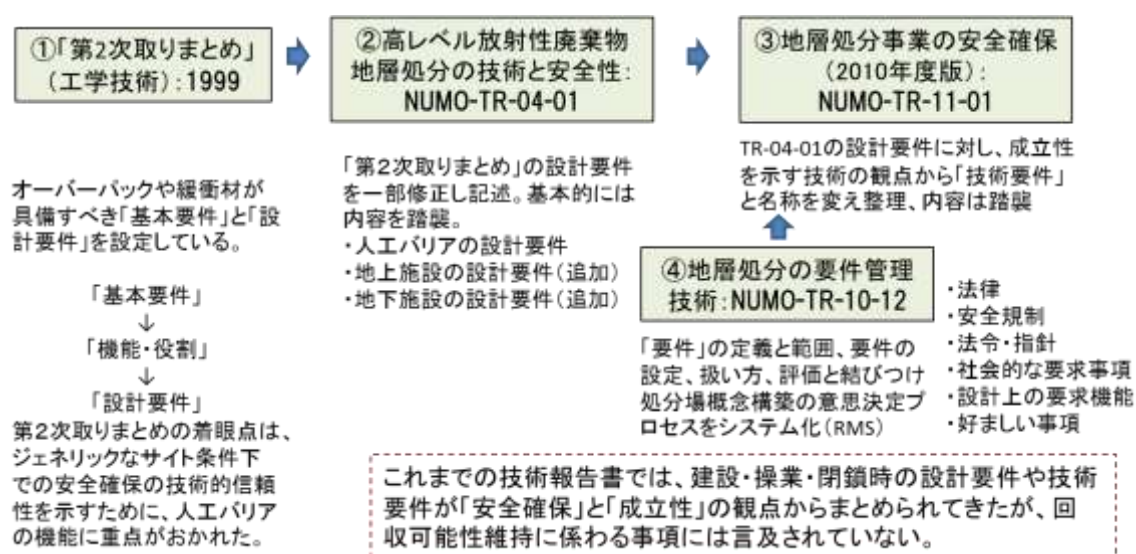 ①「第2次取りまとめ」
(工学技術):1999
②高レベル放射性廃棄物
地層処分の技術と安全性:
NUMO-TR-04-01
③地層処分事業の安全確保
(2010年度版):
NUMO-TR-11-01
オーバーパックや緩衝材が
具備すべき「基本要件」と「設
計要件」を設定している。
「基本要件」
↓
「機能・役割」
↓
「設計要件」
第2次取りまとめの着眼点は、
ジェネリックなサイト条件下
での安全確保の技術的信頼
性を示すために、人工バリア
の機能に重点がおかれた。
「第2次取りまとめ」の設計要件
を一部修正し記述。基本的には
内容を踏襲。
・人工バリアの設計要件
・地上施設の設計要件(追加)
・地下施設の設計要件(追加)
TR-04-01の設計要件に対し、成立性
を示す技術の観点から「技術要件」
と名称を変え整理、内容は踏襲
④地層処分の要件管理
技術:NUMO-TR-10-12
「要件」の定義と範囲、要件の
設定、扱い方、評価と結びつけ
処分場概念構築の意思決定プ
ロセスをシステム化(RMS)
・法律
・安全規制
・法令・指針
・社会的な要求事項
・設計上の要求機能
・好ましい事項
これまでの技術報告書では、建設・操業・閉鎖時の設計要件や技術
要件が「安全確保」と「成立性」の観点からまとめられてきたが、回
収可能性維持に係わる事項には言及されていない。